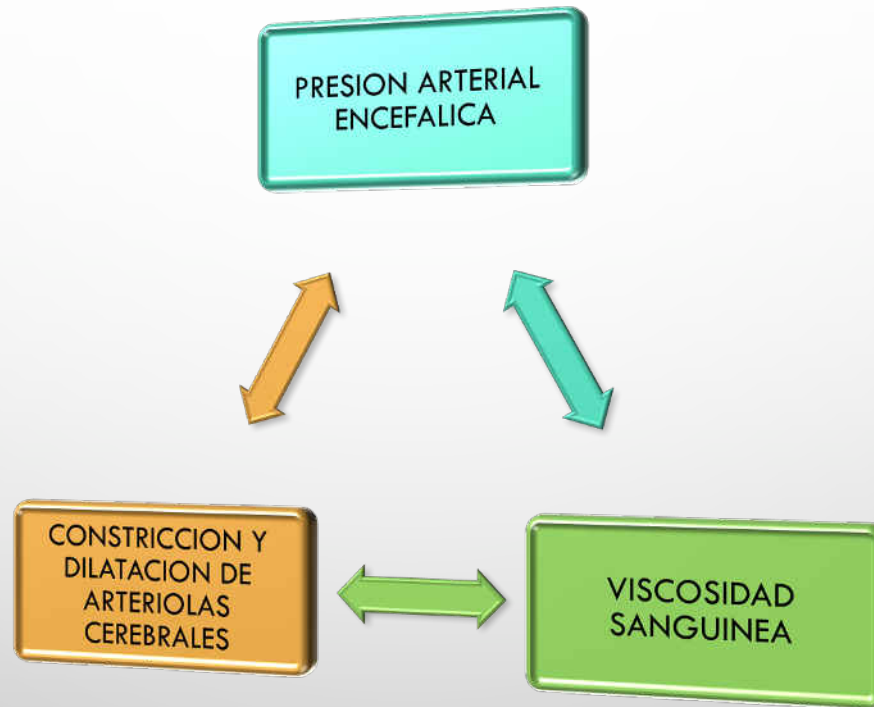 PRESION ARTERIAL
ENCEFALICA
CONSTRICCION Y
DILATACION DE
ARTERIOLAS
CEREBRALES
VISCOSIDAD
SANGUINEA